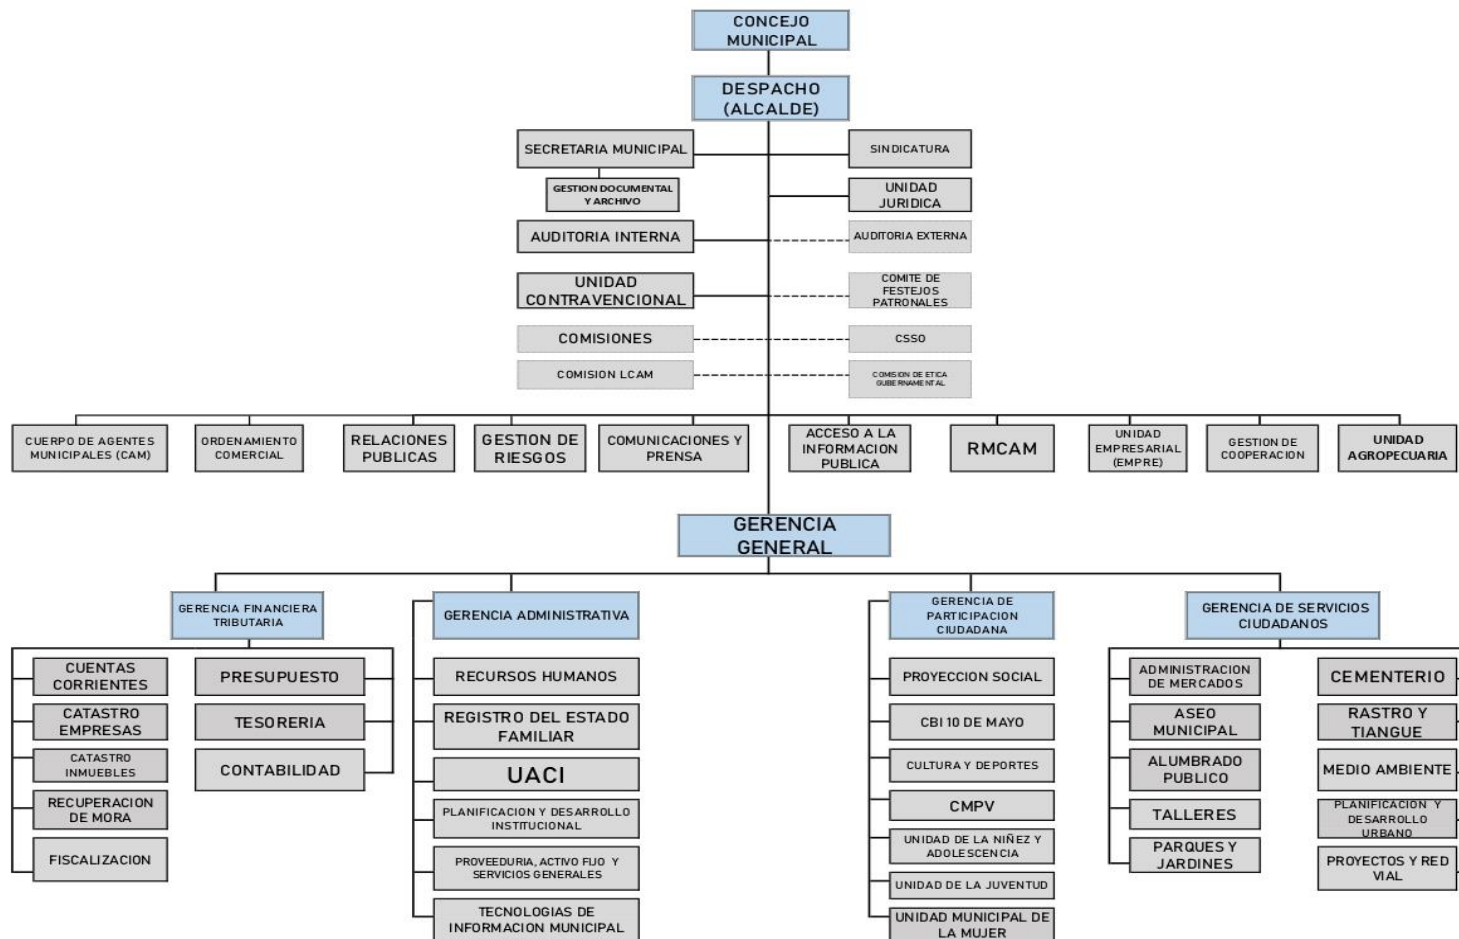 CONCEJO
MUNICIPAL
DESPACHO
(ALCALDE)
SECRETARIA MUNICIPAL
SINDICATURA
GESTION DOCUMENTAL
Y ARCHIVO
UNIDAD
JURIDICA
AUDITORIA INTERNA
AUDITORIA EXTERNA
UNIDAD
CONTRAVENCIONAL
COMITE DE
FESTEJOS
PATRONALES
COMISIONES
CSSO
COMISION LCAM
COMISION DE ETICA
GUBERNAMENTAL
CUERPO DE AGENTES
MUNICIPALES (CAM)
ORDENAMIENTO
COMERCIAL
RELACIONES
PUBLICAS
GESTION DE
RIESGOS
COMUNICACIONES Y
PRENSA
ACCESO A LA
INFORMACION
PUBLICA
RMCAM
UNIDAD
EMPRESARIAL
(EMPRE)
GESTION DE
COOPERACION
UNIDAD
AGROPECUARIA
GERENCIA
GENERAL
GERENCIA FINANCIERA
TRIBUTARIA
CUENTAS
CORRIENTES
CATASTRO
EMPRESAS
CATASTRO
INMUEBLES
RECUPERACION
DE MORA
FISCALIZACION
PRESUPUESTO
TESORERIA
CONTABILIDAD
GERENCIA ADMINISTRATIVA
RECURSOS HUMANOS
REGISTRO DEL ESTADO
FAMILIAR
UACI
PLANIFICACION Y DESARROLLO
INSTITUCIONAL
PROVEEDURIA, ACTIVO FIJO Y
SERVICIOS GENERALES
TECNOLOGIAS DE
INFORMACION MUNICIPAL
GERENCIA DE
PARTICIPACION
CIUDADANA
PROYECCION SOCIAL
CBI 10 DE MAYO
CULTURA Y DEPORTES
CMPV
UNIDAD DE LA NIÑEZ Y
ADOLESCENCIA
UNIDAD DE LA JUVENTUD
UNIDAD MUNICIPAL DE
LA MUJER
GERENCIA DE SERVICIOS
CIUDADANOS
ADMINISTRACION
DE MERCADOS
ASEO
MUNICIPAL
ALUMBRADO
PUBLICO
TALLERES
PARQUES Y
JARDINES
CEMENTERIO
RASTRO Y
TIANGUE
MEDIO AMBIENTE
PLANIFICACION Y
DESARROLLO
URBANO
PROYECTOS Y RED
VIAL